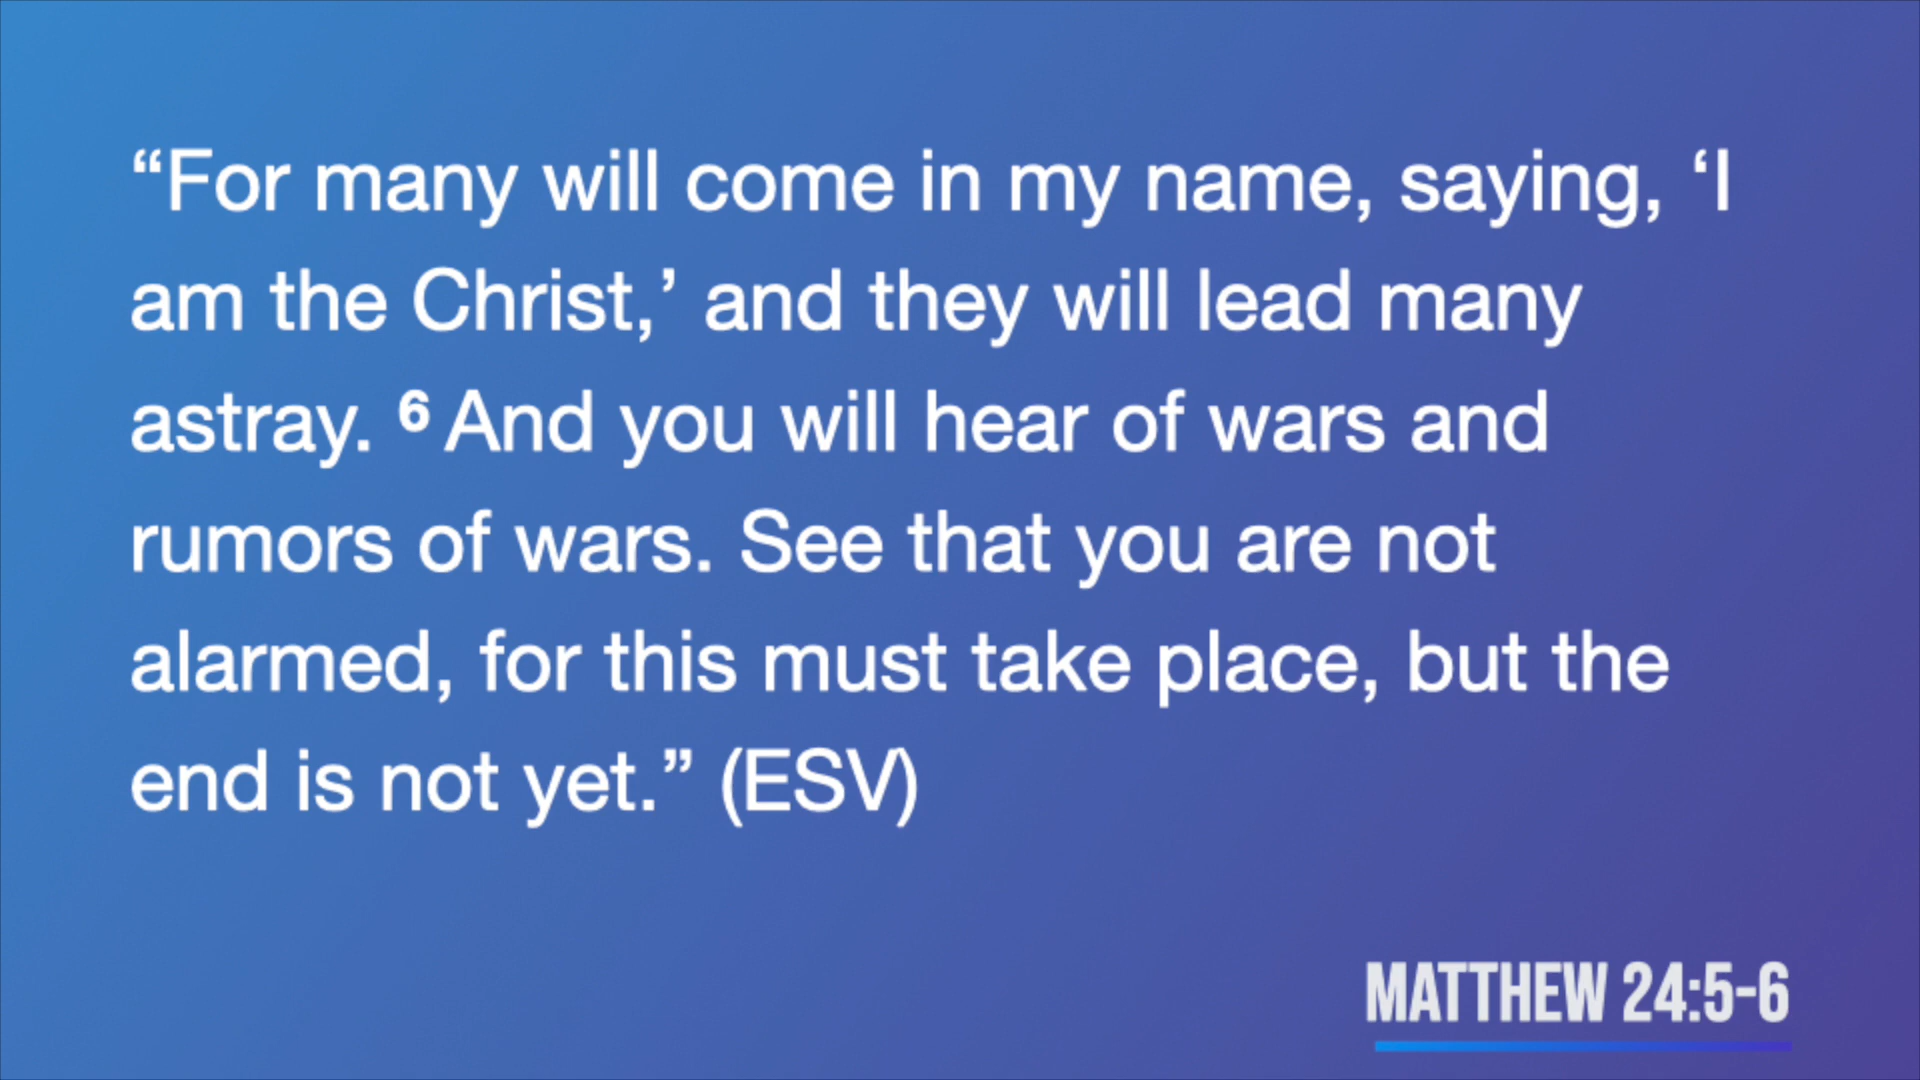 “For many will come in my name, saying, ‘I
am the Christ,’ and they will lead many
astray. ⁶ And you will hear of wars and
rumors of wars. See that you are not
alarmed, for this must take place, but the
end is not yet.” (ESV)
MATTHEW 24:5-6